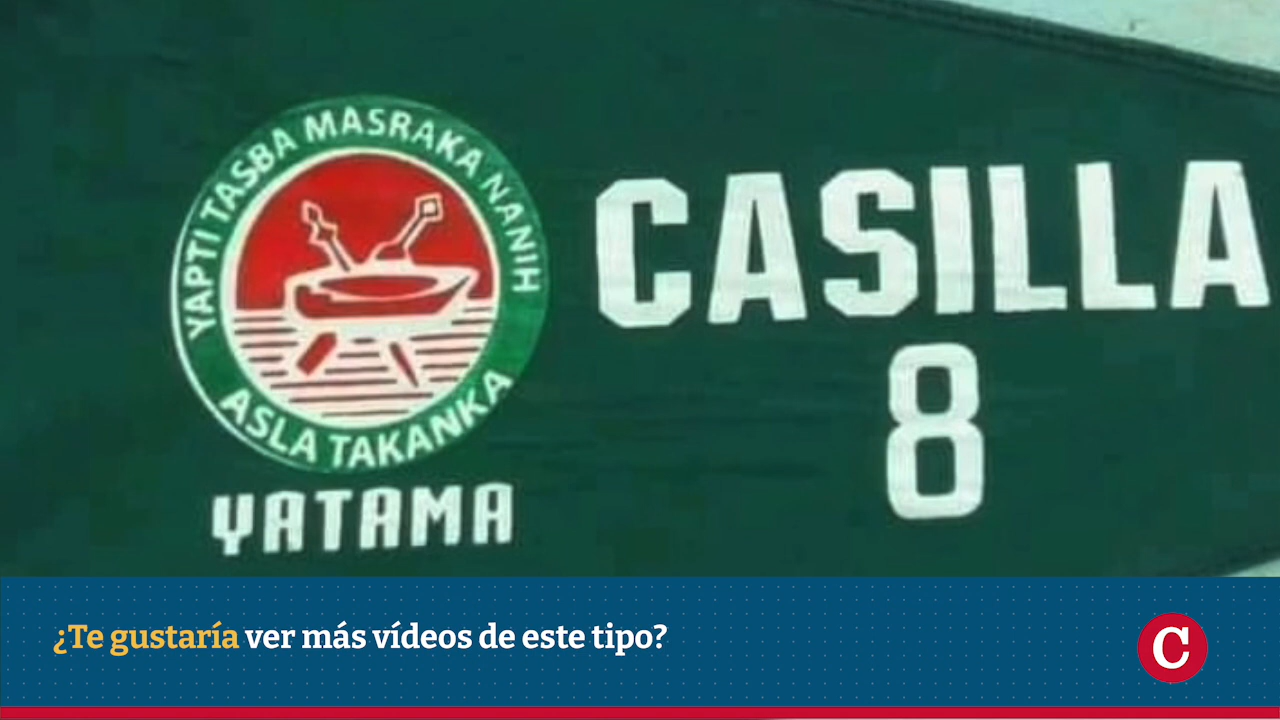 YAPTI TASBA MASRAKA NANIH
ASLA TAKANKA
YATAMA
CASILLA
8
¿Te gustaría ver más vídeos de este tipo?
C